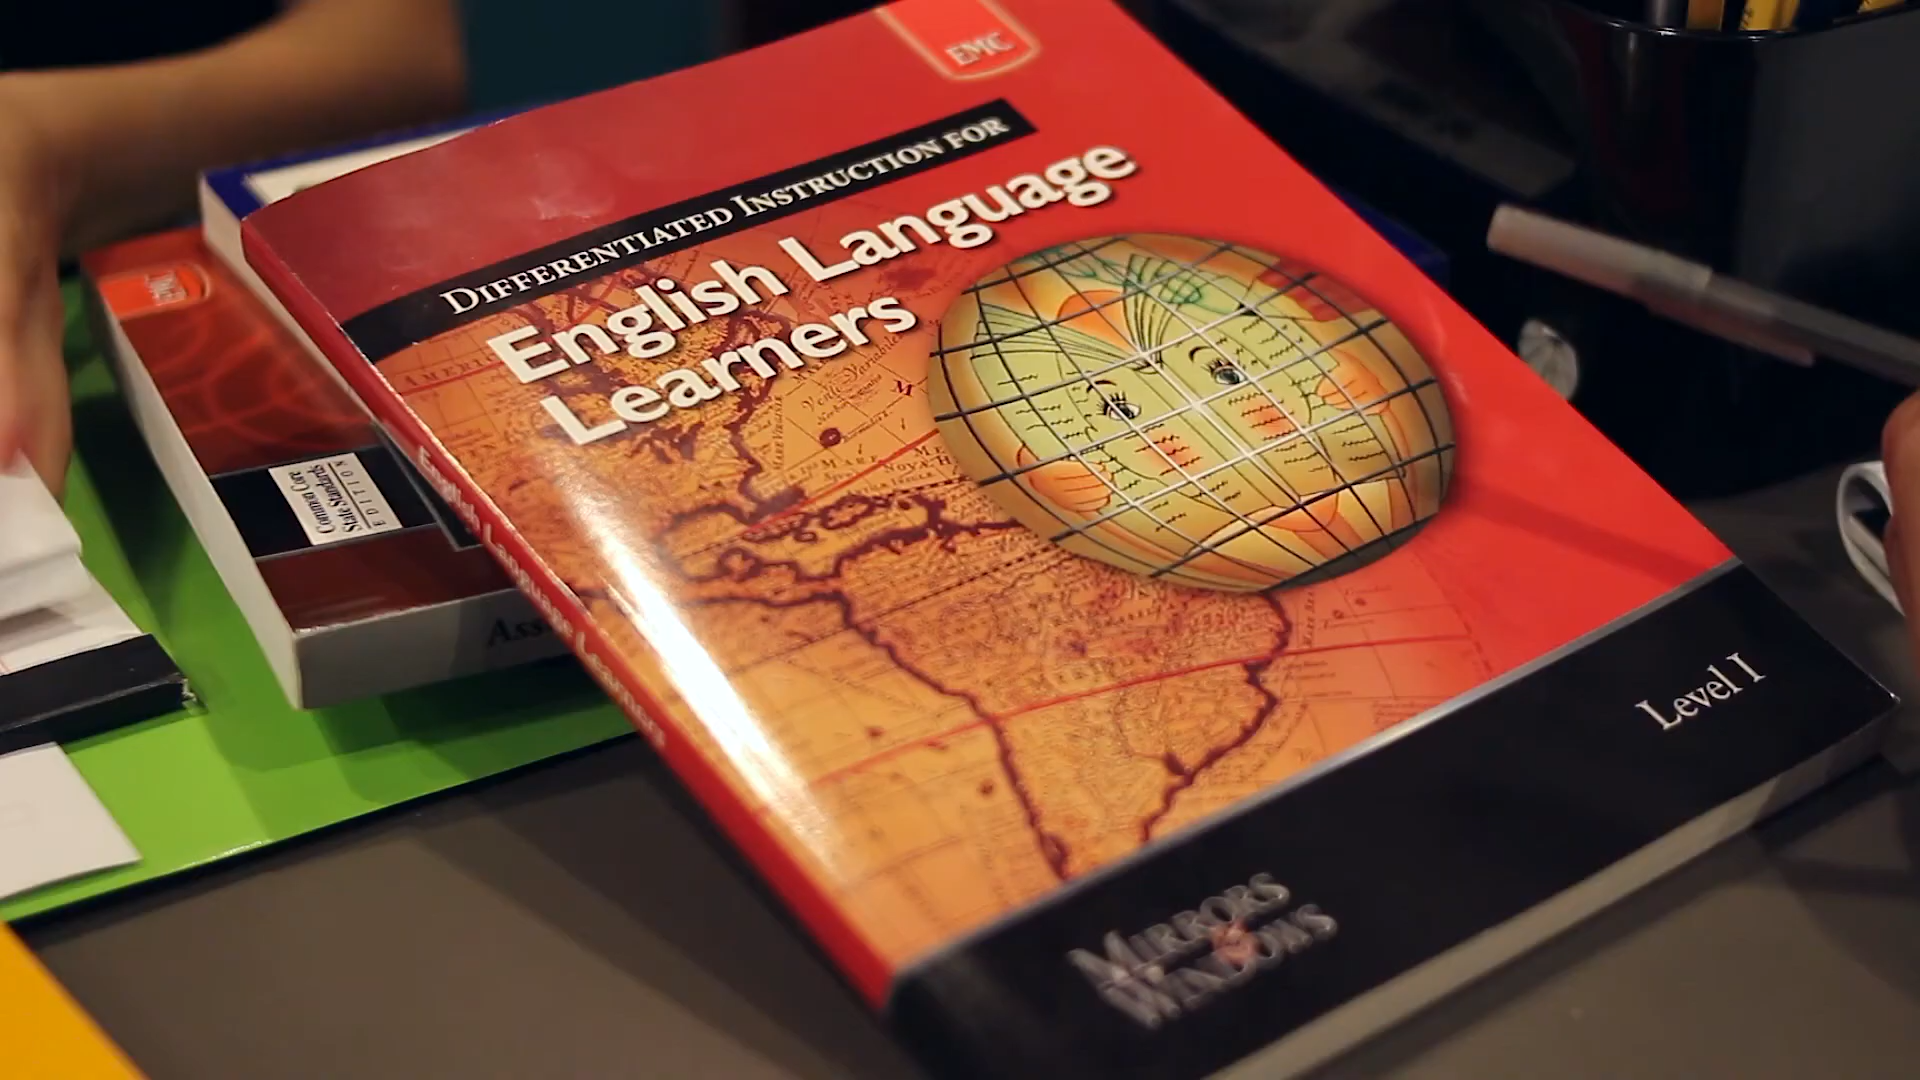 EMC
DIFFERENTIATED INSTRUCTION FOR
English Language
Learners
Level I
MIRRORS
&
WINDOWS
English Language Learners
EMC
Common Core
State Standards
EDITION
AMERI